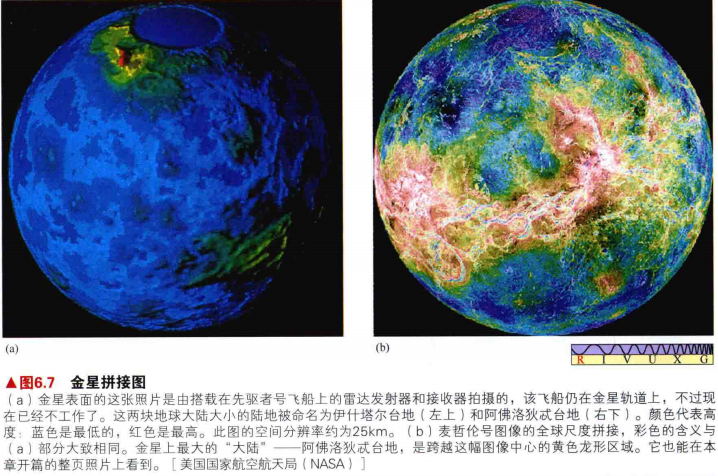 (a)
(b)
R I V U X G
▲图6.7 金星拼接图
(a)金星表面的这张照片是由搭载在先驱者号飞船上的雷达发射器和接收器拍摄的，该飞船仍在金星轨道上，不过现
在已经不工作了。这两块地球大陆大小的陆地被命名为伊什塔尔台地（左上）和阿佛洛狄忒台地（右下）。颜色代表高
度：蓝色是最低的，红色是最高。此图的空间分辨率约为25km。(b)麦哲伦号图像的全球尺度拼接，彩色的含义与
(a)部分大致相同。金星上最大的“大陆”——阿佛洛狄忒台地，是跨越这幅图像中心的黄色龙形区域。它也能在本
章开篇的整页照片上看到。［美国国家航空航天局（NASA）］